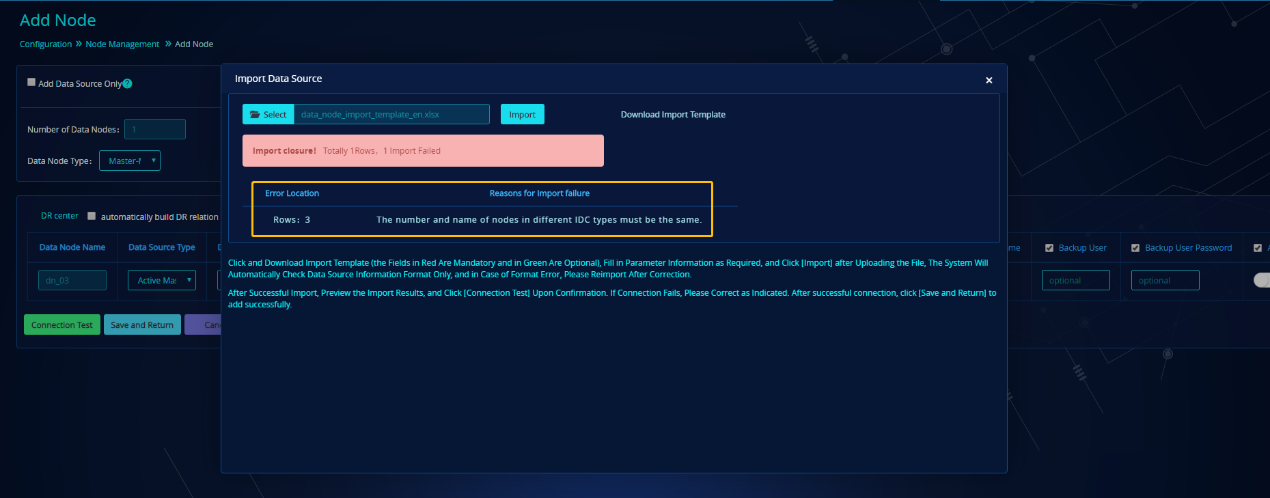 Add Node
Configuration » Node Management » Add Node
Add Data Source Only ?
Number of Data Nodes: 1
Data Node Type: Master-
Import Data Source ×
Select data_node_import_template_en.xlsx Import Download Import Template
Import closure! Totally 1Rows, 1 Import Failed
Error Location Reasons for Import failure
Rows: 3 The number and name of nodes in different IDC types must be the same.
Click and Download Import Template (the Fields in Red Are Mandatory and in Green Are Optional), Fill in Parameter Information as Required, and Click [Import] after Uploading the File, The System Will
Automatically Check Data Source Information Format Only, and in Case of Format Error, Please Reimport After Correction.
After Successful Import, Preview the Import Results, and Click [Connection Test] Upon Confirmation. If Connection Fails, Please Correct as Indicated. After successful connection, click [Save and Return] to
add successfully.
DR center automatically build DR relation
Data Node Name Data Source Type me Backup User Backup User Password
dn_03 Active Ma optional optional
Connection Test Save and Return Can